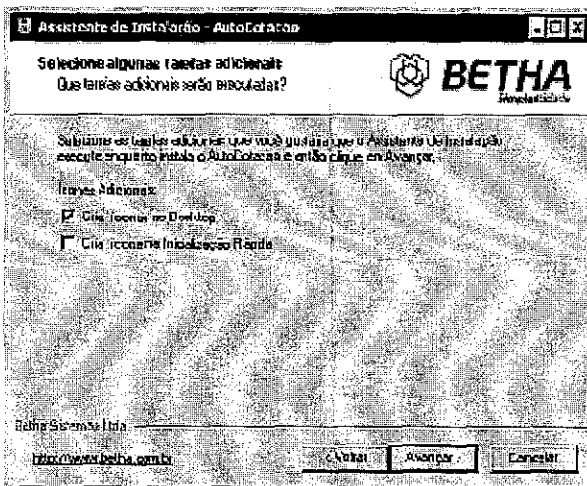 Assistente de Instalação - AutoCotacao
Selecione algumas tarefas adicionais
Que tarefas adicionais serão executadas?
BETHA
Selecione as tarefas adicionais que você gostaria que o Assistente de Instalação
execute enquanto instala o AutoCotacao e então clique em Avançar.
Ícones Adicionais:
Criar ícones no Desktop
Criar ícone na Inicialização Rápida
Betha Sistemas Ltda
http://www.betha.com.br
< Voltar
Avançar >
Cancelar